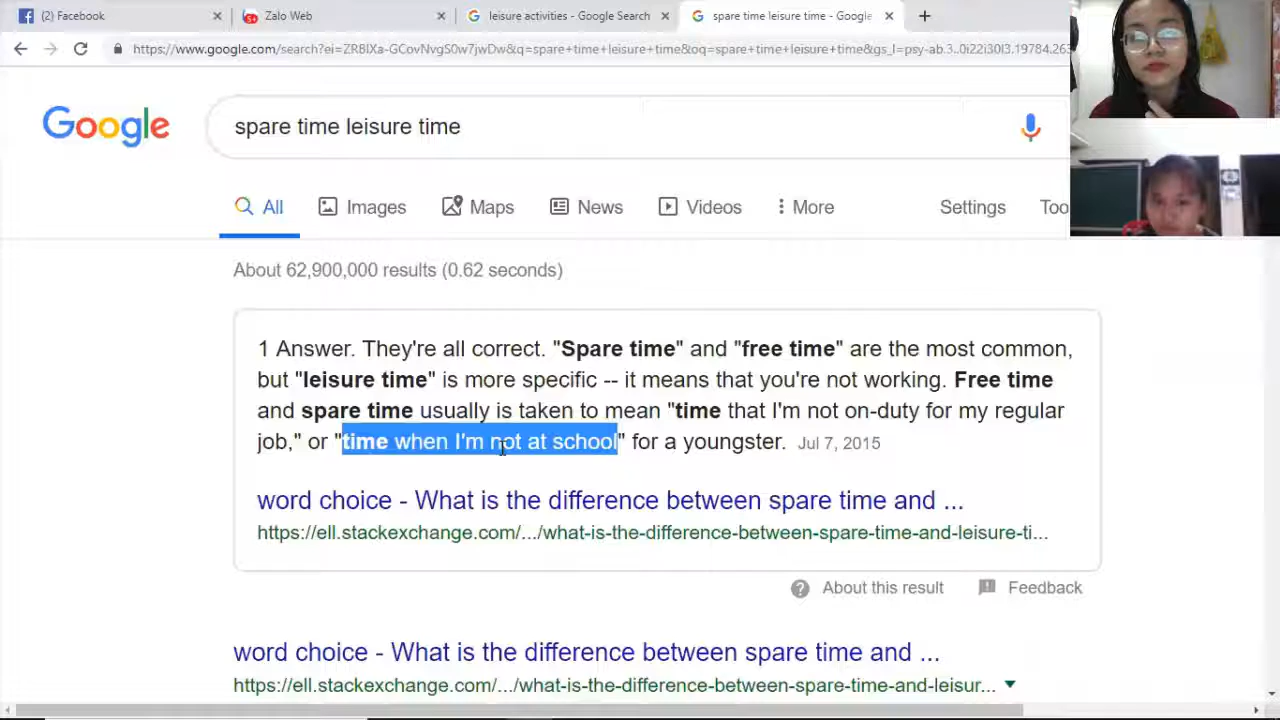 (2) Facebook
Zalo Web
leisure activities - Google Search
spare time leisure time - Google
https://www.google.com/search?ei=ZRBIXa-GCovNvgS0w7jwDw&q=spare+time+leisure+time&oq=spare+time+leisure+time&gs_l=psy-ab.3..0i22i30l3.19784.263
Google
spare time leisure time
All
Images
Maps
News
Videos
More
Settings
Too
About 62,900,000 results (0.62 seconds)
1 Answer. They're all correct. "Spare time" and "free time" are the most common,
but "leisure time" is more specific -- it means that you're not working. Free time
and spare time usually is taken to mean "time that I'm not on-duty for my regular
job," or "time when I'm not at school" for a youngster. Jul 7, 2015
word choice - What is the difference between spare time and ...
https://ell.stackexchange.com/.../what-is-the-difference-between-spare-time-and-leisure-ti...
About this result
Feedback
word choice - What is the difference between spare time and ...
https://ell.stackexchange.com/.../what-is-the-difference-between-spare-time-and-leisur...